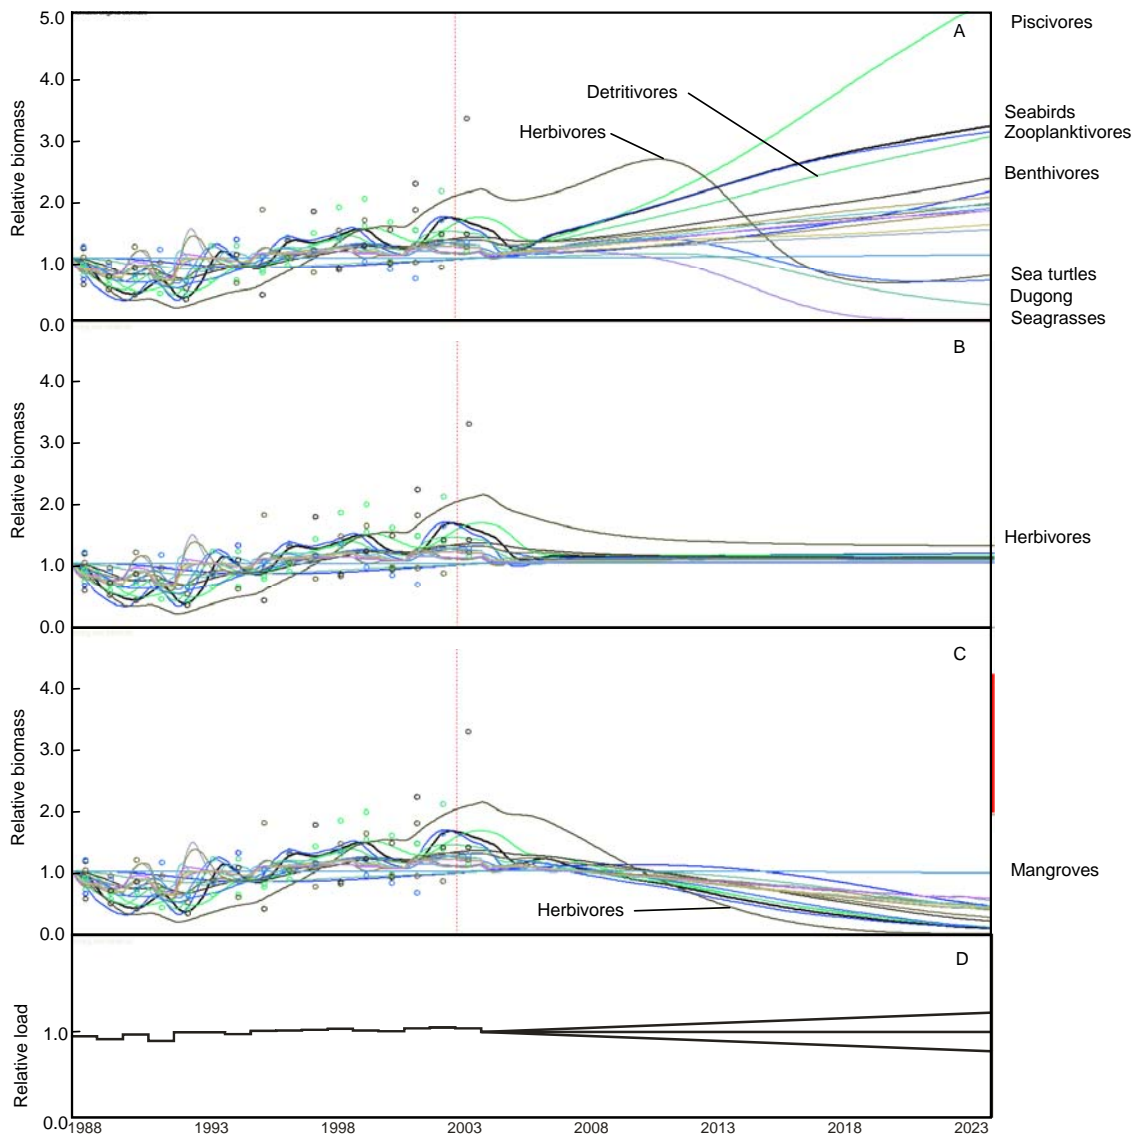 5.0
A
Piscivores
4.0
Detritivores
Seabirds
Herbivores
Zooplanktivores
3.0
Benthivores
Relative biomass
2.0
1.0
Sea turtles
Dugong
Seagrasses
0.0
B
4.0
3.0
Relative biomass
2.0
Herbivores
1.0
0.0
C
4.0
3.0
Relative biomass
2.0
1.0
Mangroves
Herbivores
0.0
D
1.0
Relative load
0.0
1988 1993 1998 2003 2008 2013 2018 2023